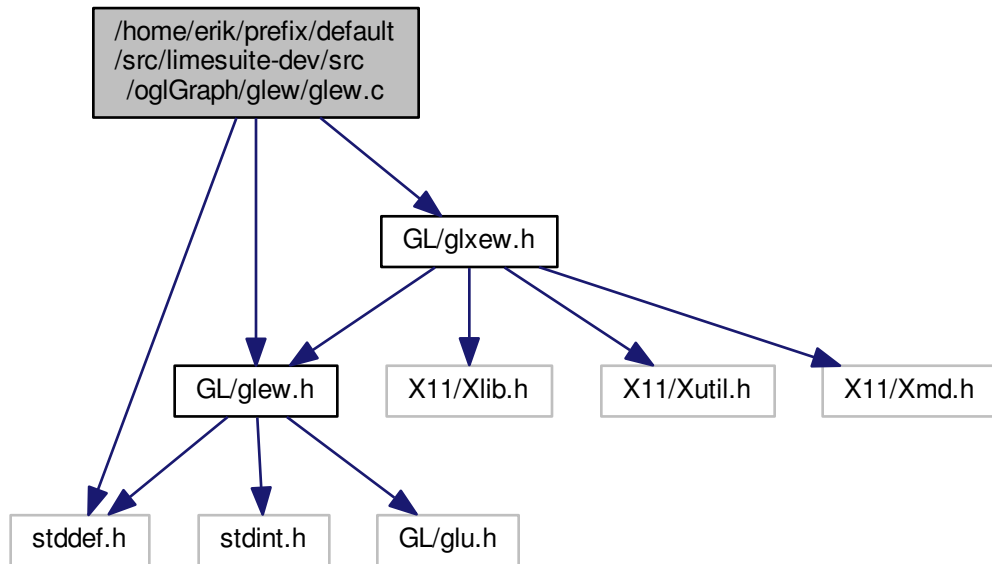 /home/erik/prefix/default
/src/limesuite-dev/src
/oglGraph/glew/glew.c
GL/glxew.h
GL/glew.h
X11/Xlib.h
X11/Xutil.h
X11/Xmd.h
stddef.h
stdint.h
GL/glu.h